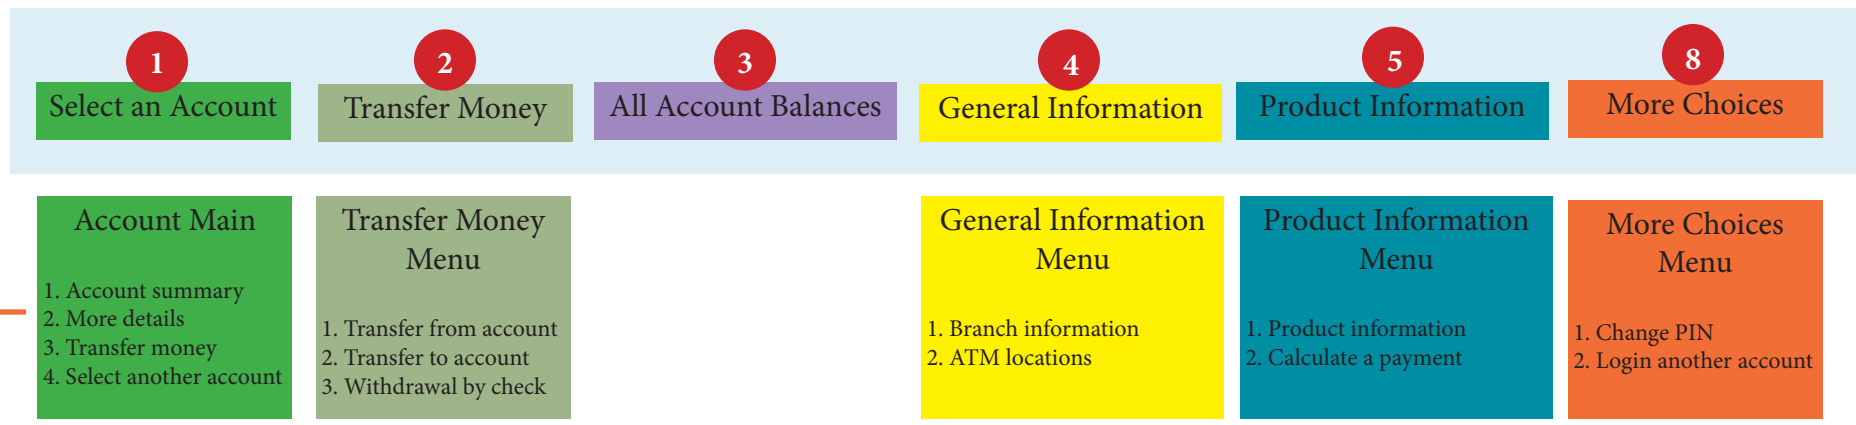 1
Select an Account
2
Transfer Money
3
All Account Balances
4
General Information
5
Product Information
8
More Choices
Account Main
1. Account summary
2. More details
3. Transfer money
4. Select another account
Transfer Money
Menu
1. Transfer from account
2. Transfer to account
3. Withdrawal by check
General Information
Menu
1. Branch information
2. ATM locations
Product Information
Menu
1. Product information
2. Calculate a payment
More Choices
Menu
1. Change PIN
2. Login another account